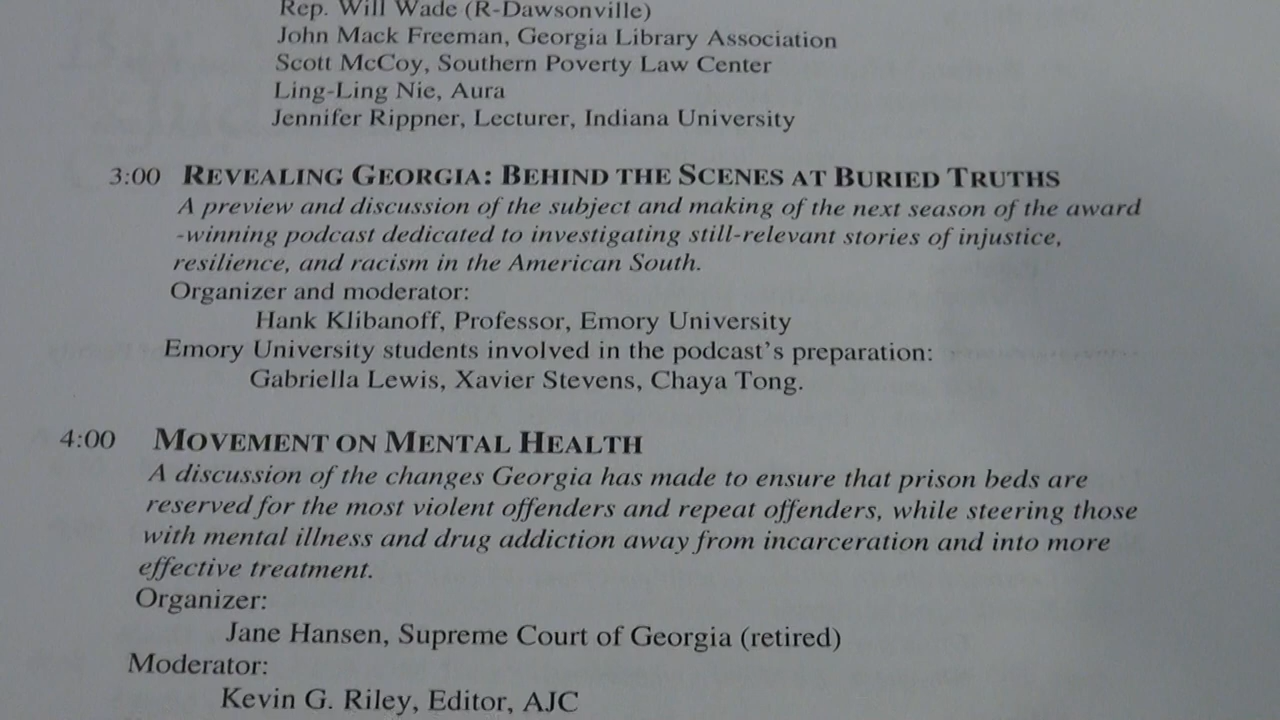 Rep. Will Wade (R-Dawsonville)
John Mack Freeman, Georgia Library Association
Scott McCoy, Southern Poverty Law Center
Ling-Ling Nie, Aura
Jennifer Rippner, Lecturer, Indiana University
3:00 REVEALING GEORGIA: BEHIND THE SCENES AT BURIED TRUTHS
A preview and discussion of the subject and making of the next season of the award
-winning podcast dedicated to investigating still-relevant stories of injustice,
resilience, and racism in the American South.
Organizer and moderator:
Hank Klibanoff, Professor, Emory University
Emory University students involved in the podcast's preparation:
Gabriella Lewis, Xavier Stevens, Chaya Tong.
4:00 MOVEMENT ON MENTAL HEALTH
A discussion of the changes Georgia has made to ensure that prison beds are
reserved for the most violent offenders and repeat offenders, while steering those
with mental illness and drug addiction away from incarceration and into more
effective treatment.
Organizer:
Jane Hansen, Supreme Court of Georgia (retired)
Moderator:
Kevin G. Riley, Editor, AJC